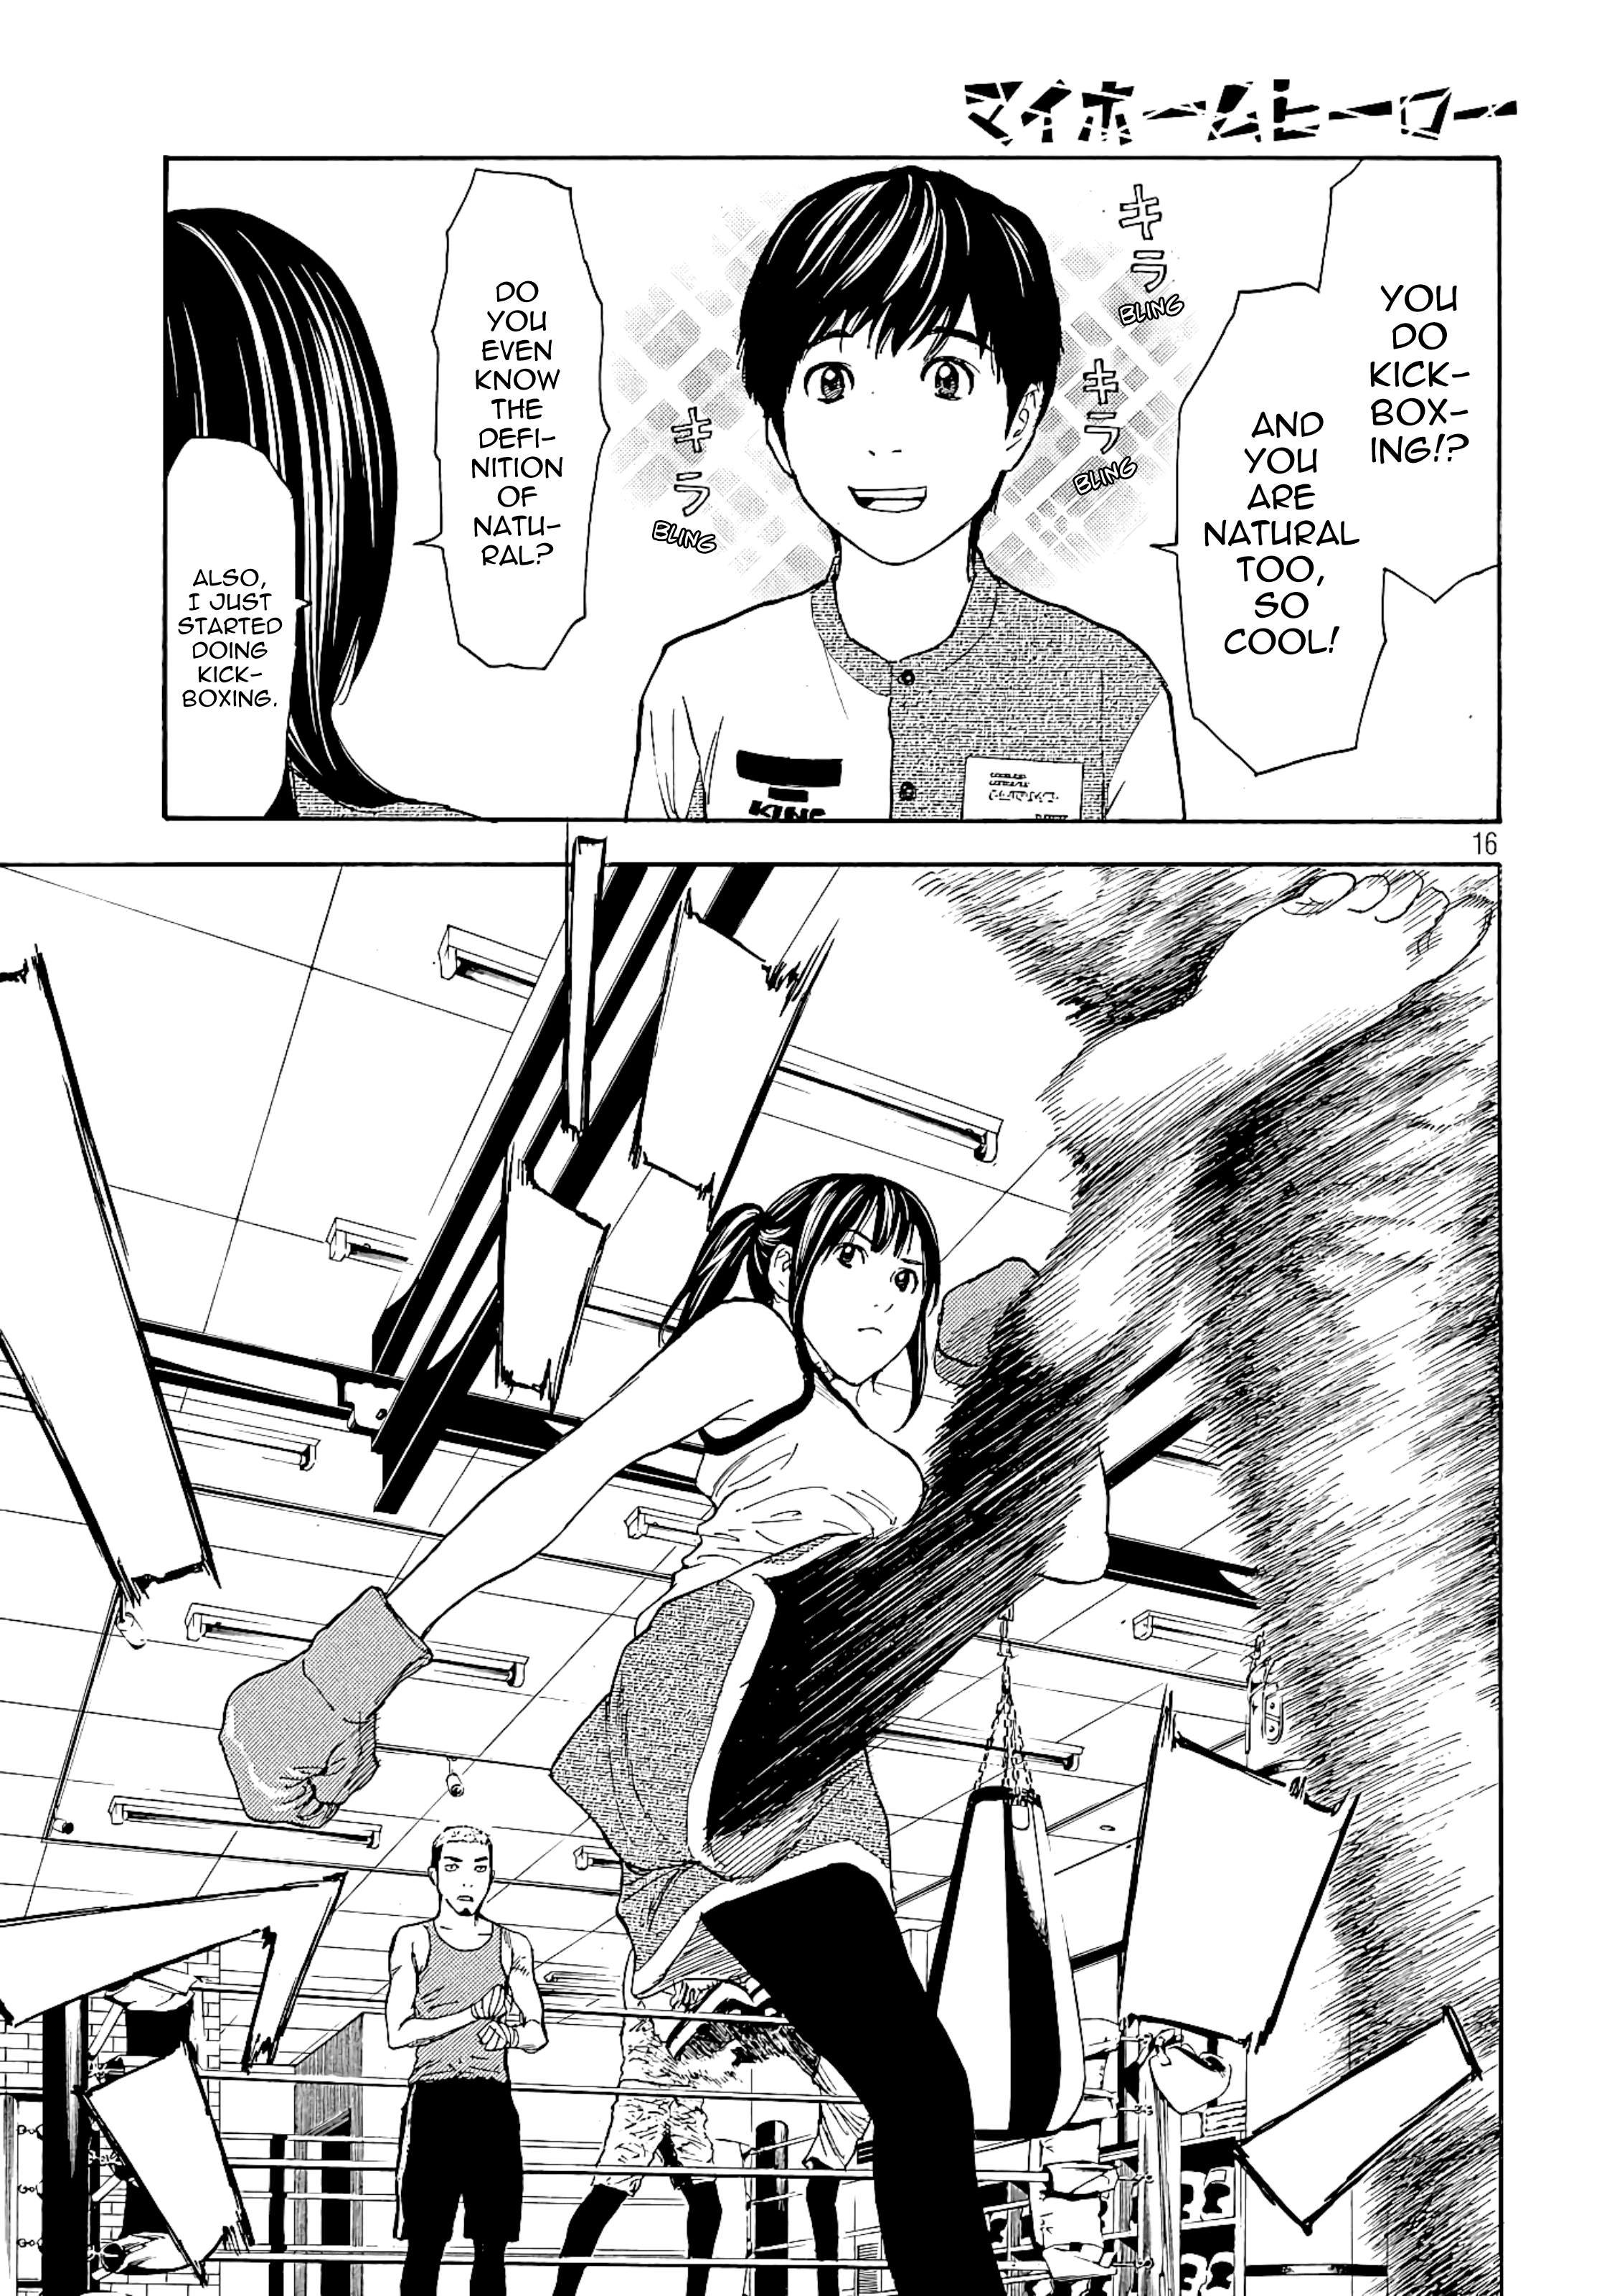 マイホームヒーロー
YOU
DO
KICK-
BOX-
ING!?
AND
YOU
ARE
NATURAL
TOO,
SO
COOL!
キラ
BLING
キラ
BLING
キラ
BLING
DO
YOU
EVEN
KNOW
THE
DEFI-
NITION
OF
NATU-
RAL?
ALSO,
I JUST
STARTED
DOING
KICK-
BOXING.
16